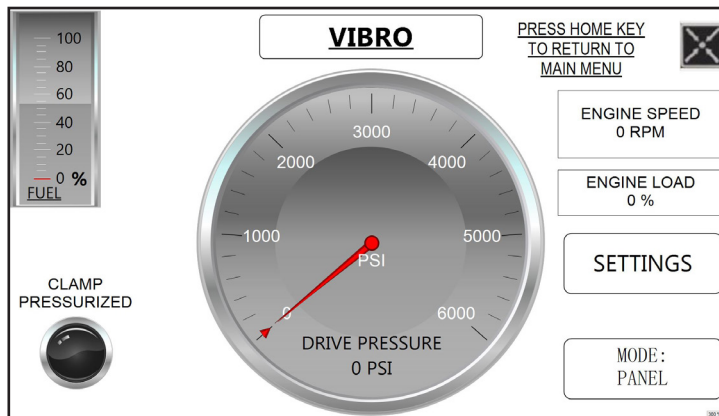 VIBRO
PRESS HOME KEY
TO RETURN TO
MAIN MENU
100
80
60
40
20
0 %
FUEL
ENGINE SPEED
0 RPM
ENGINE LOAD
0 %
SETTINGS
MODE:
PANEL
CLAMP
PRESSURIZED
0
1000
2000
3000
4000
5000
6000
PSI
DRIVE PRESSURE
0 PSI